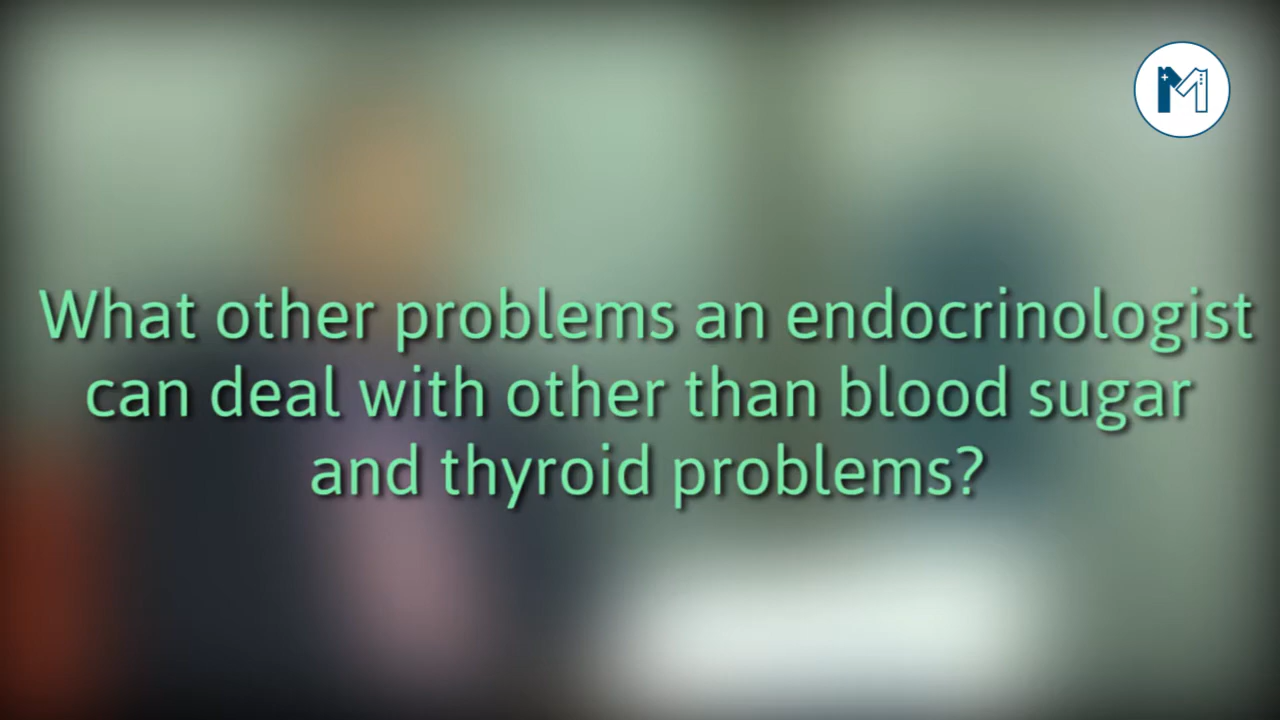 What other problems an endocrinologist
can deal with other than blood sugar
and thyroid problems?
M